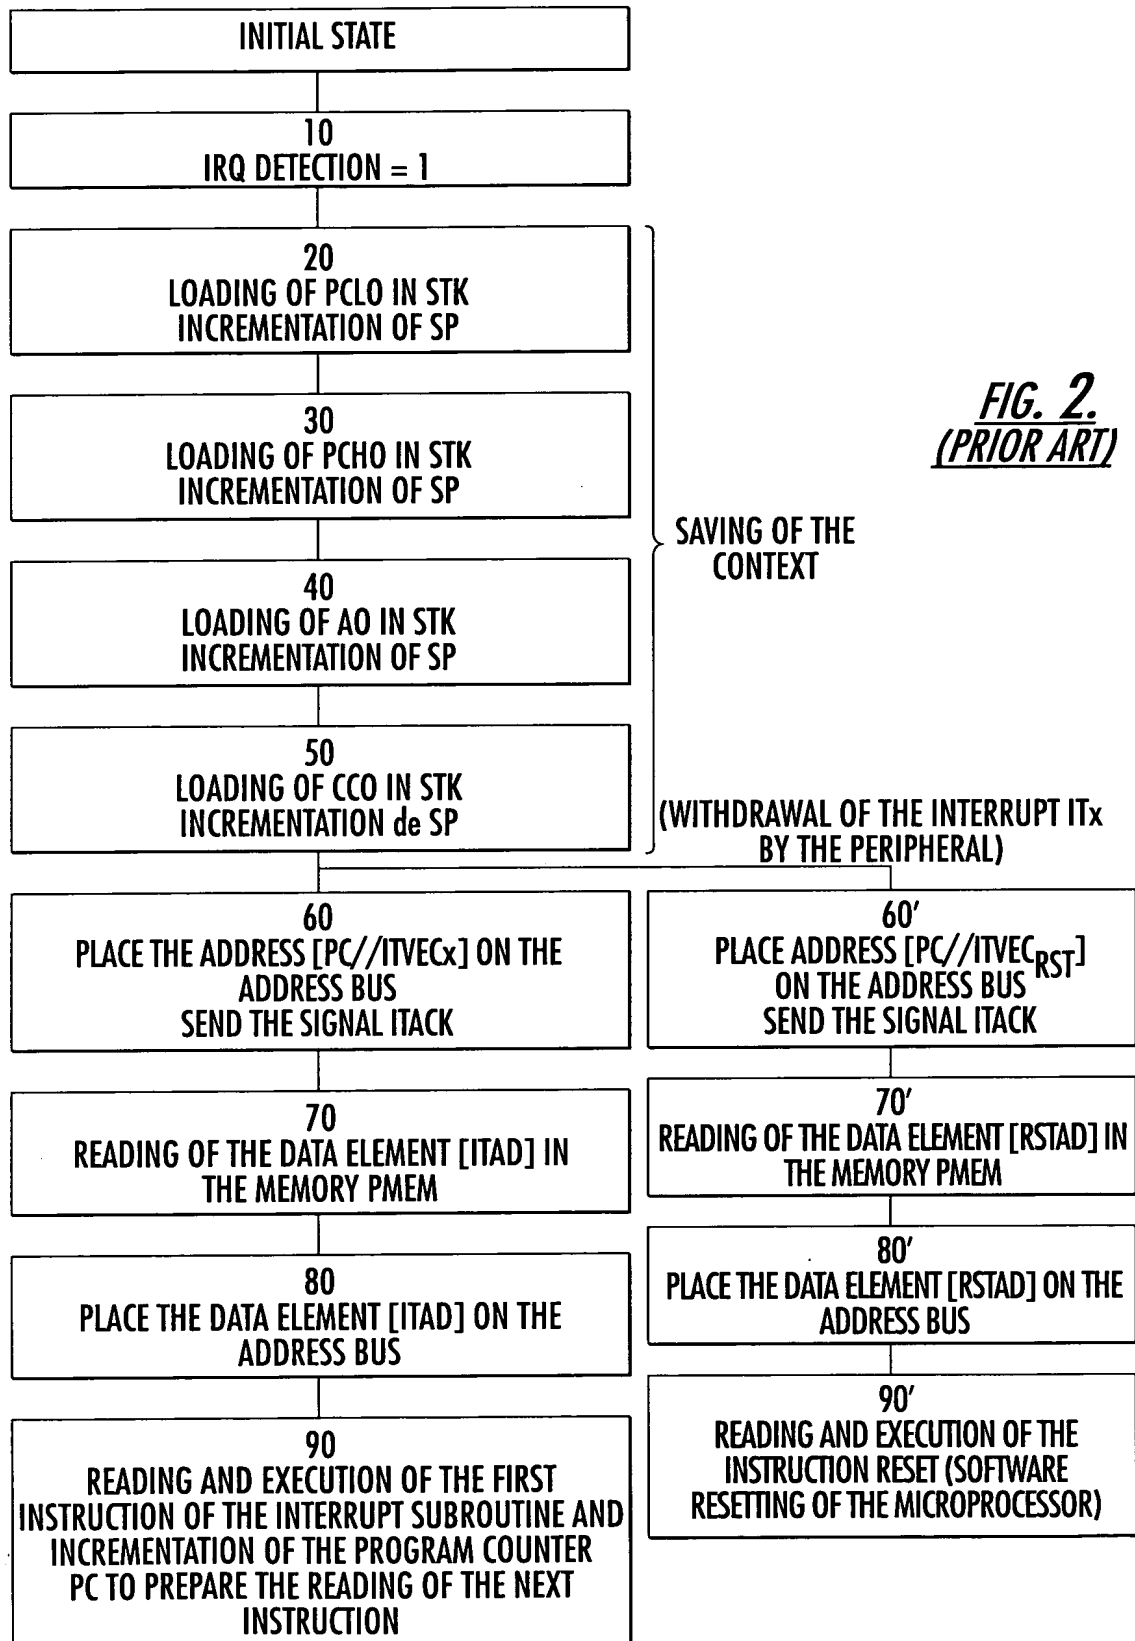 INITIAL STATE
10
IRQ DETECTION = 1
20
LOADING OF PCLO IN STK
INCREMENTATION OF SP
30
LOADING OF PCHO IN STK
INCREMENTATION OF SP
40
LOADING OF AO IN STK
INCREMENTATION OF SP
50
LOADING OF CCO IN STK
INCREMENTATION de SP
SAVING OF THE
CONTEXT
FIG. 2.
(PRIOR ART)
(WITHDRAWAL OF THE INTERRUPT ITx
BY THE PERIPHERAL)
60
PLACE THE ADDRESS [PC//ITVECx] ON THE
ADDRESS BUS
SEND THE SIGNAL ITACK
70
READING OF THE DATA ELEMENT [ITAD] IN
THE MEMORY PMEM
80
PLACE THE DATA ELEMENT [ITAD] ON THE
ADDRESS BUS
90
READING AND EXECUTION OF THE FIRST
INSTRUCTION OF THE INTERRUPT SUBROUTINE AND
INCREMENTATION OF THE PROGRAM COUNTER
PC TO PREPARE THE READING OF THE NEXT
INSTRUCTION
60'
PLACE ADDRESS [PC//ITVECRST]
ON THE ADDRESS BUS
SEND THE SIGNAL ITACK
70'
READING OF THE DATA ELEMENT [RSTAD] IN
THE MEMORY PMEM
80'
PLACE THE DATA ELEMENT [RSTAD] ON THE
ADDRESS BUS
90'
READING AND EXECUTION OF THE
INSTRUCTION RESET (SOFTWARE
RESETTING OF THE MICROPROCESSOR)